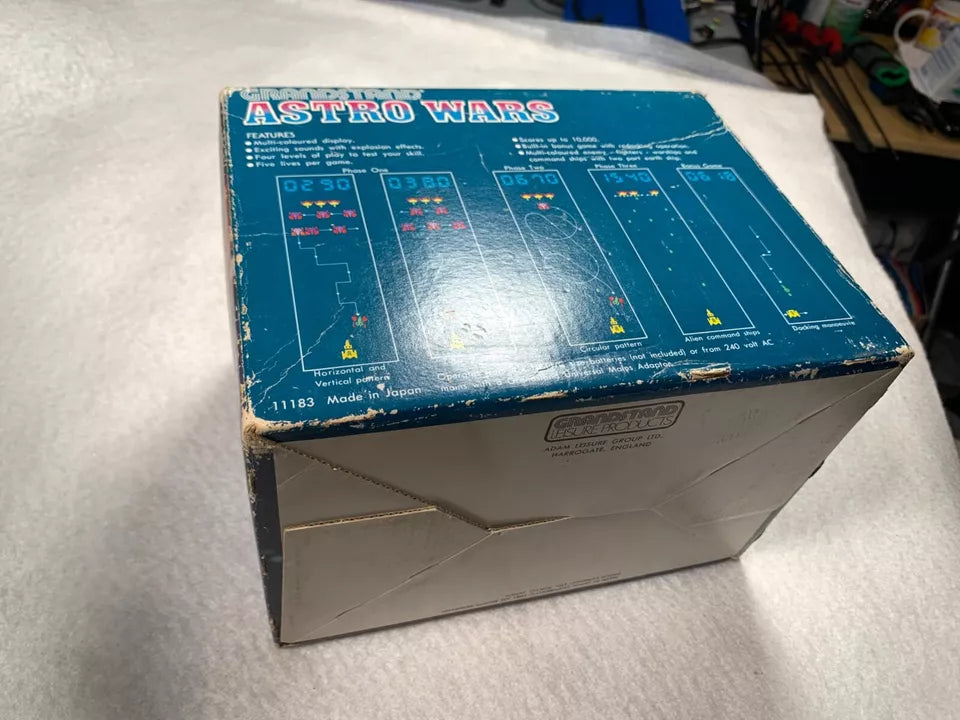 GRANDSTAND
ASTRO WARS
FEATURES
● Multi-coloured display.
● Exciting sounds with explosion effects.
● Four levels of play to test your skill.
● Five lives per game.
● Scores up to 10,000.
● Built-in bonus game with docking operation.
● Multi-coloured enemy - fighters - warships and
command ships with two part earth ship.
Phase One
Phase Two
Phase Three
Bonus Game
0290
0380
0610
1540
0618
Horizontal and
Vertical pattern
Circular pattern
Alien command ships
Docking manoeuvre
batteries (not included) or from 240 volt AC
Mains Adaptor
11183 Made in Japan
GRANDSTAND
LEISURE PRODUCTS
ADAM LEISURE GROUP LTD.
HARROGATE, ENGLAND